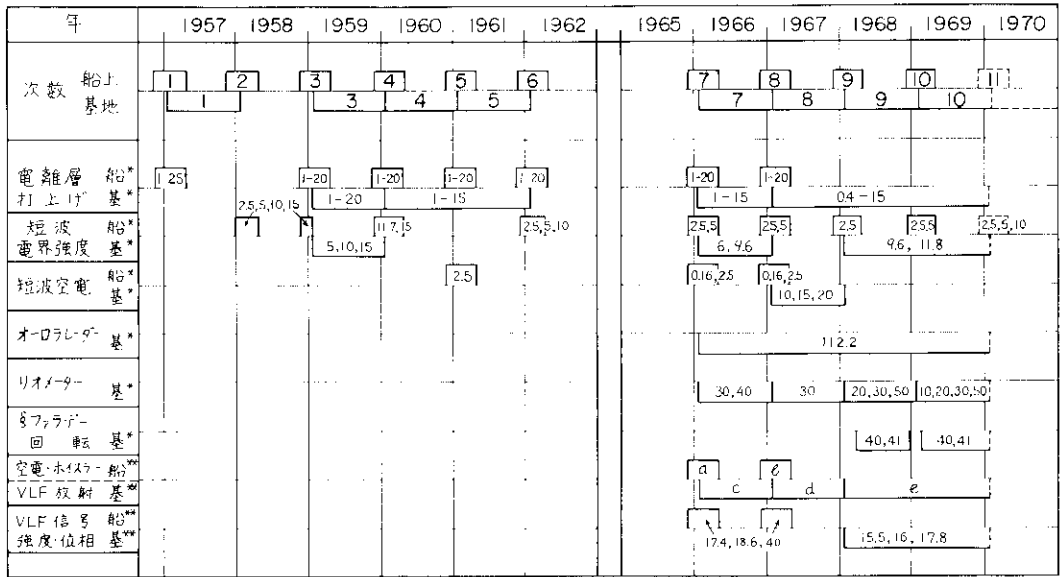 年 1957 1958 1959 1960 1961 1962 1965 1966 1967 1968 1969 1970
次数 船上 1 2 3 4 5 6 7 8 9 10 11
基地 1 3 4 5 7 8 9 10
電離層 船* 1-25 1-20 1-20 1-20 1-20 1-20 1-20
打上げ 基* 1-20 1-15 1-15 0.4-15
2.5,5,10,15
短波 船* 11.7,15 2.5,5,10 2.5,5 2.5,5 2.5 2.5,5 2.5,5,10
電界強度 基* 5,10,15 6,9.6 9.6, 11.8
短波空電 船* 2.5 0.16,2.5 0.16,2.5
基* 10,15,20
オーロラレーダー 基* 112.2
リオメーター 基* 30,40 30 20,30,50 10,20,30,50
§ファラデー
回転 基* 40,41 40,41
空電・ホイスラー 船** a e
VLF放射 基** c d e
VLF信号 船**
強度・位相 基** 17.4,18.6,40 15.5,16,17.8